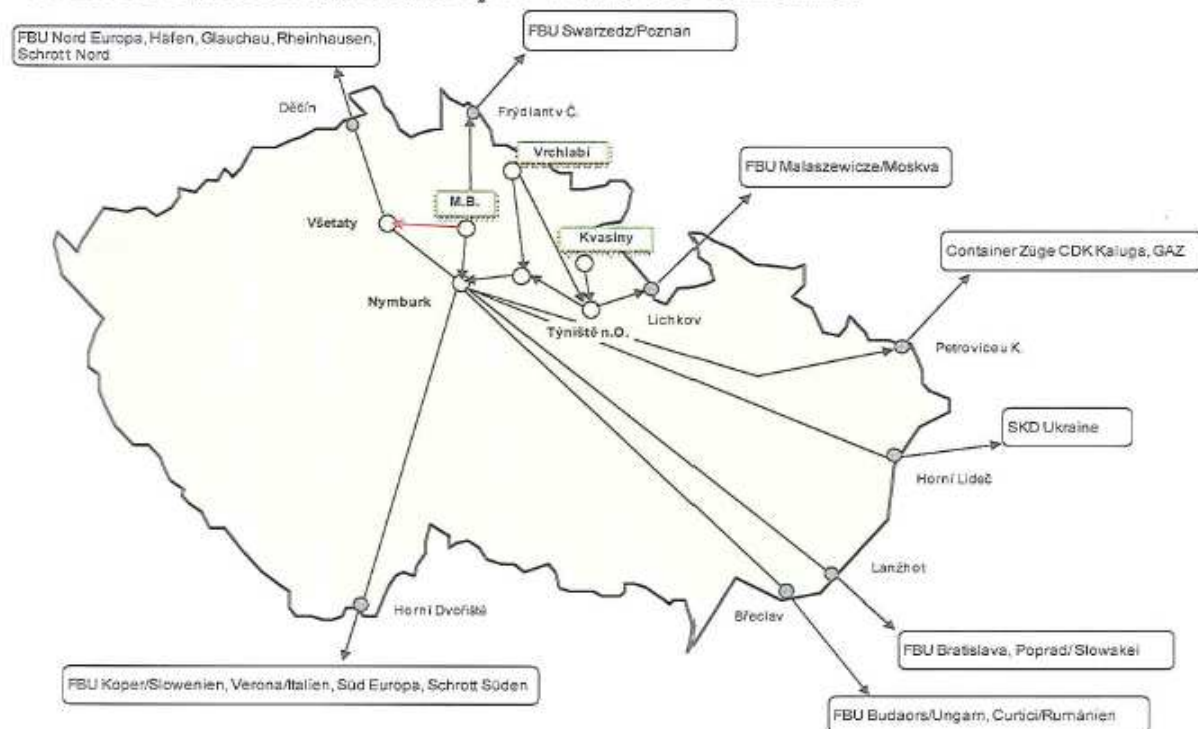 FBU Nord Europa, Häfen, Glauchau, Rheinhausen,
Schrott Nord
FBU Swarzedz/Poznan
Děčín
Frýdlant v Č.
Vrchlabí
FBU Malaszewicze/Moskva
M.B.
Všetaty
Kvasiny
Container Züge CDK Kaluga, GAZ
Nymburk
Lichkov
Týniště n.O.
Petrovice u K.
SKD Ukraine
Horní Lideč
Lanžhot
Horní Dvořiště
Břeclav
FBU Bratislava, Poprad/Slowakei
FBU Koper/Slowenien, Verona/Italien, Süd Europa, Schrott Süden
FBU Budaors/Ungarn, Curtici/Rumänien